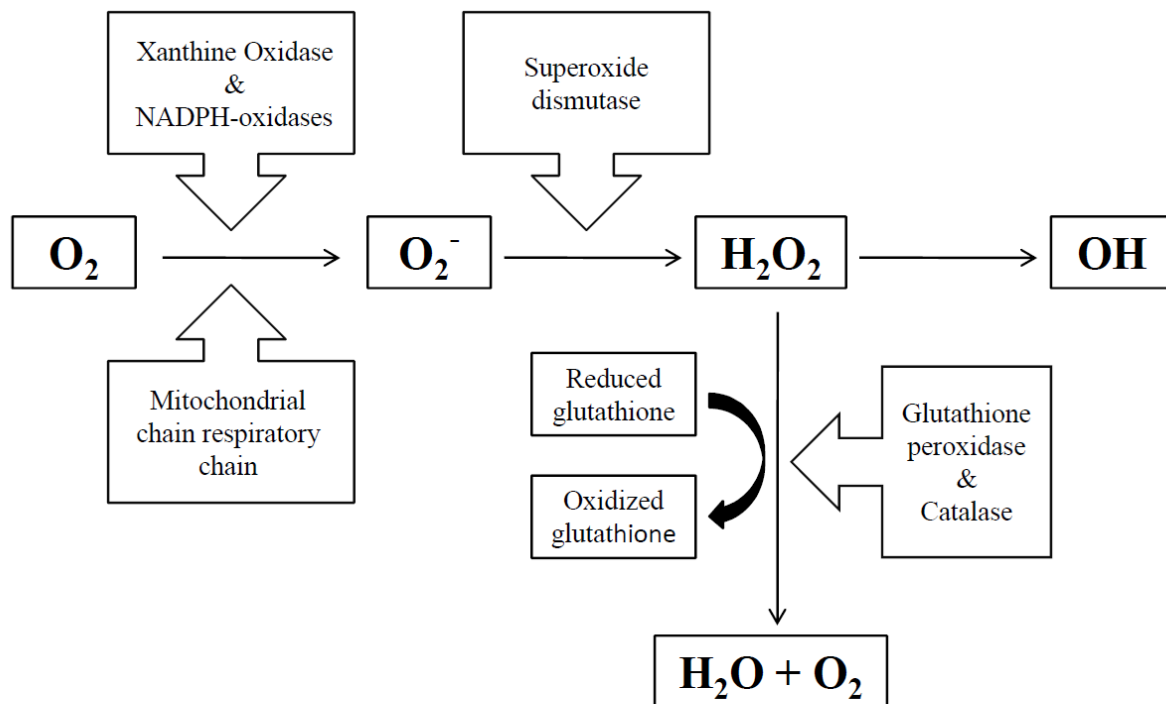 Xanthine Oxidase
&
NADPH-oxidases
Superoxide
dismutase
O₂
O₂⁻
H₂O₂
OH
Mitochondrial
chain respiratory
chain
Reduced
glutathione
Oxidized
glutathione
Glutathione
peroxidase
&
Catalase
H₂O + O₂